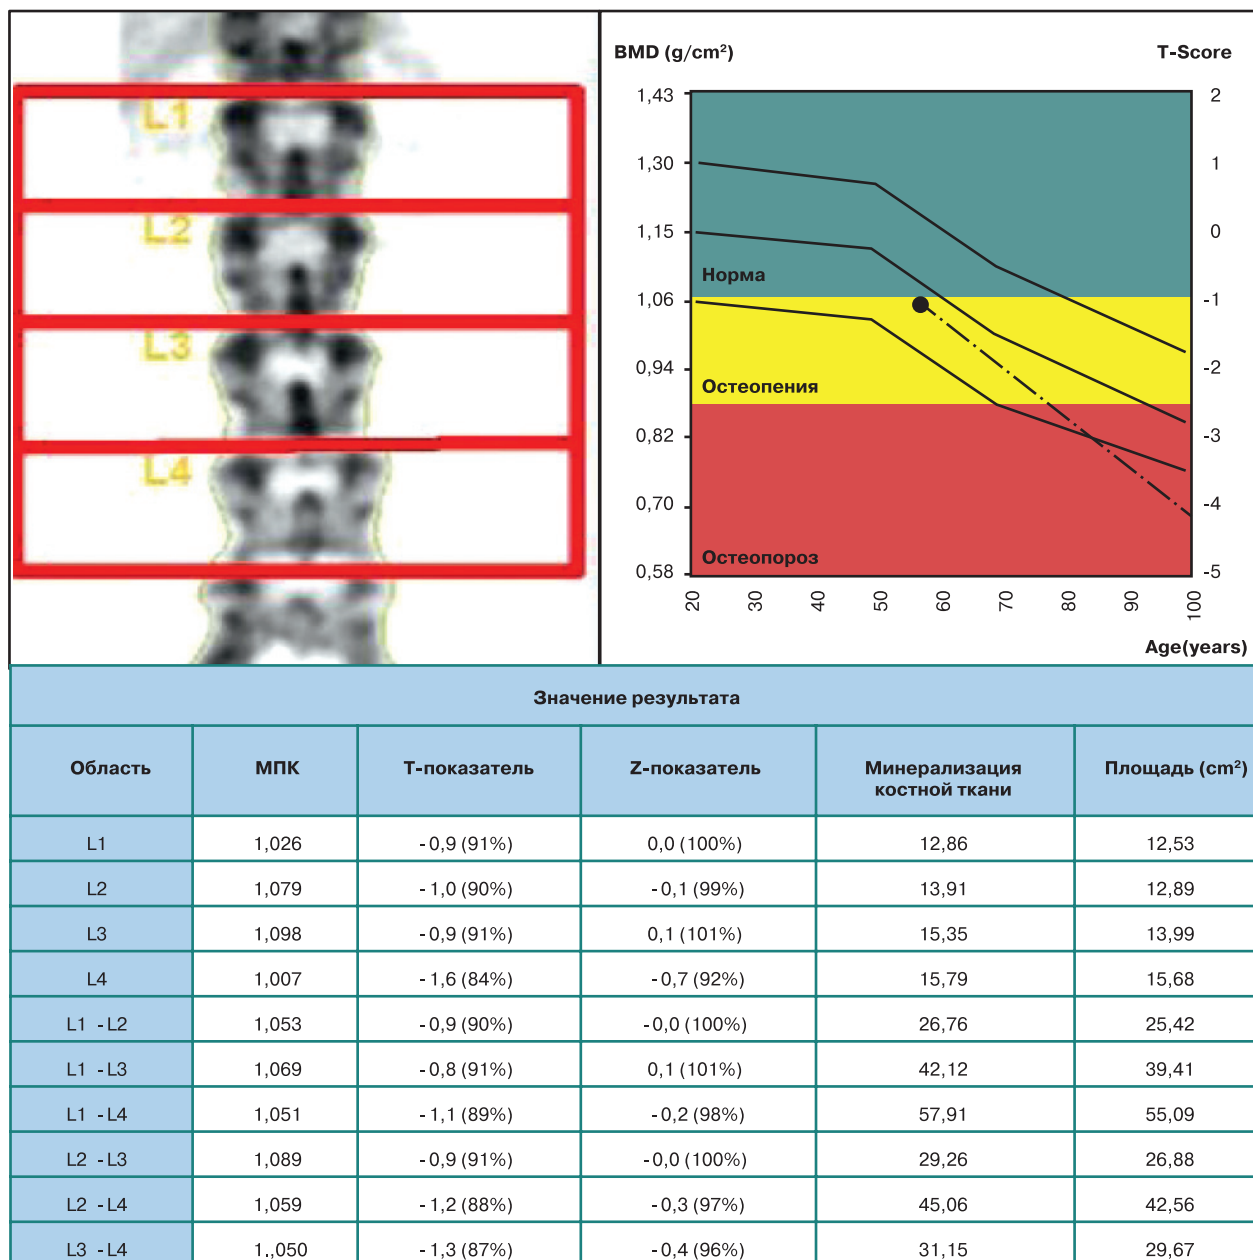 L1
L2
L3
L4
BMD (g/cm²) T-Score
1,43 2
1,30 1
1,15 0
Норма
1,06 -1
0,94 -2
Остеопения
0,82 -3
0,70 -4
Остеопороз
0,58 -5
20 30 40 50 60 70 80 90 100
Age(years)
Значение результата
Область МПК Т-показатель Z-показатель Минерализация костной ткани Площадь (cm²)
L1 1,026 -0,9 (91%) 0,0 (100%) 12,86 12,53
L2 1,079 -1,0 (90%) -0,1 (99%) 13,91 12,89
L3 1,098 -0,9 (91%) 0,1 (101%) 15,35 13,99
L4 1,007 -1,6 (84%) -0,7 (92%) 15,79 15,68
L1 -L2 1,053 -0,9 (90%) -0,0 (100%) 26,76 25,42
L1 -L3 1,069 -0,8 (91%) 0,1 (101%) 42,12 39,41
L1 -L4 1,051 -1,1 (89%) -0,2 (98%) 57,91 55,09
L2 -L3 1,089 -0,9 (91%) -0,0 (100%) 29,26 26,88
L2 -L4 1,059 -1,2 (88%) -0,3 (97%) 45,06 42,56
L3 -L4 1.,050 -1,3 (87%) -0,4 (96%) 31,15 29,67